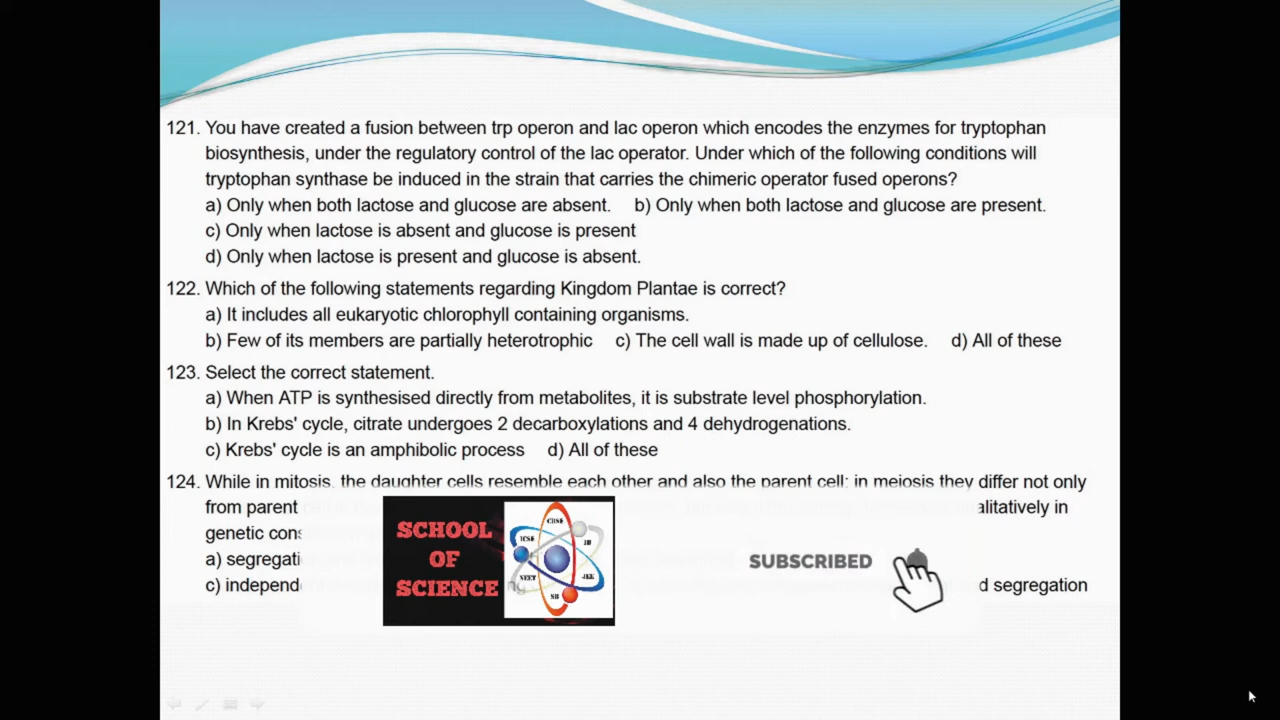 121. You have created a fusion between trp operon and lac operon which encodes the enzymes for tryptophan
biosynthesis, under the regulatory control of the lac operator. Under which of the following conditions will
tryptophan synthase be induced in the strain that carries the chimeric operator fused operons?
a) Only when both lactose and glucose are absent. b) Only when both lactose and glucose are present.
c) Only when lactose is absent and glucose is present
d) Only when lactose is present and glucose is absent.
122. Which of the following statements regarding Kingdom Plantae is correct?
a) It includes all eukaryotic chlorophyll containing organisms.
b) Few of its members are partially heterotrophic c) The cell wall is made up of cellulose. d) All of these
123. Select the correct statement.
a) When ATP is synthesised directly from metabolites, it is substrate level phosphorylation.
b) In Krebs' cycle, citrate undergoes 2 decarboxylations and 4 dehydrogenations.
c) Krebs' cycle is an amphibolic process d) All of these
124. While in mitosis, the daughter cells resemble each other and also the parent cell; in meiosis they differ not only
from parent alitatively in
genetic cons
a) segregati
c) independ d segregation
SCHOOL
OF
SCIENCE
CBSE
ICSE
IB
NEET
JEE
SB
SUBSCRIBED